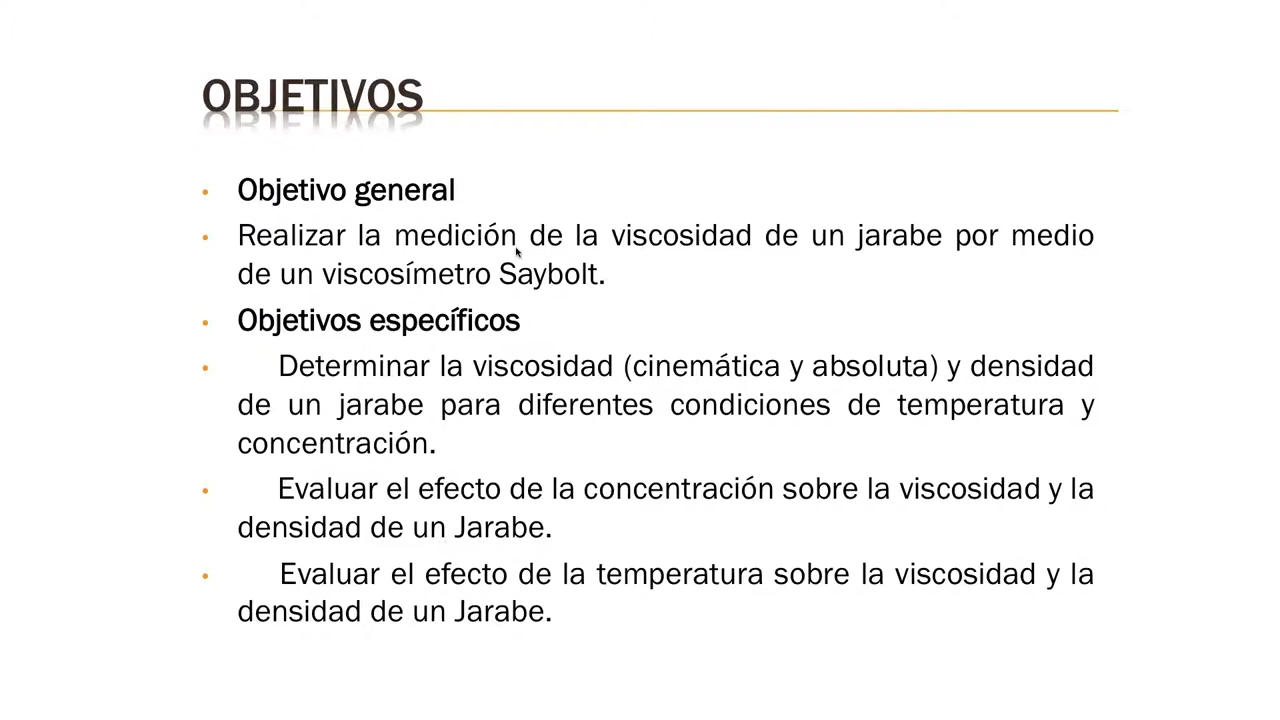 OBJETIVOS
• Objetivo general
• Realizar la medición de la viscosidad de un jarabe por medio
de un viscosímetro Saybolt.
• Objetivos específicos
• Determinar la viscosidad (cinemática y absoluta) y densidad
de un jarabe para diferentes condiciones de temperatura y
concentración.
• Evaluar el efecto de la concentración sobre la viscosidad y la
densidad de un Jarabe.
• Evaluar el efecto de la temperatura sobre la viscosidad y la
densidad de un Jarabe.